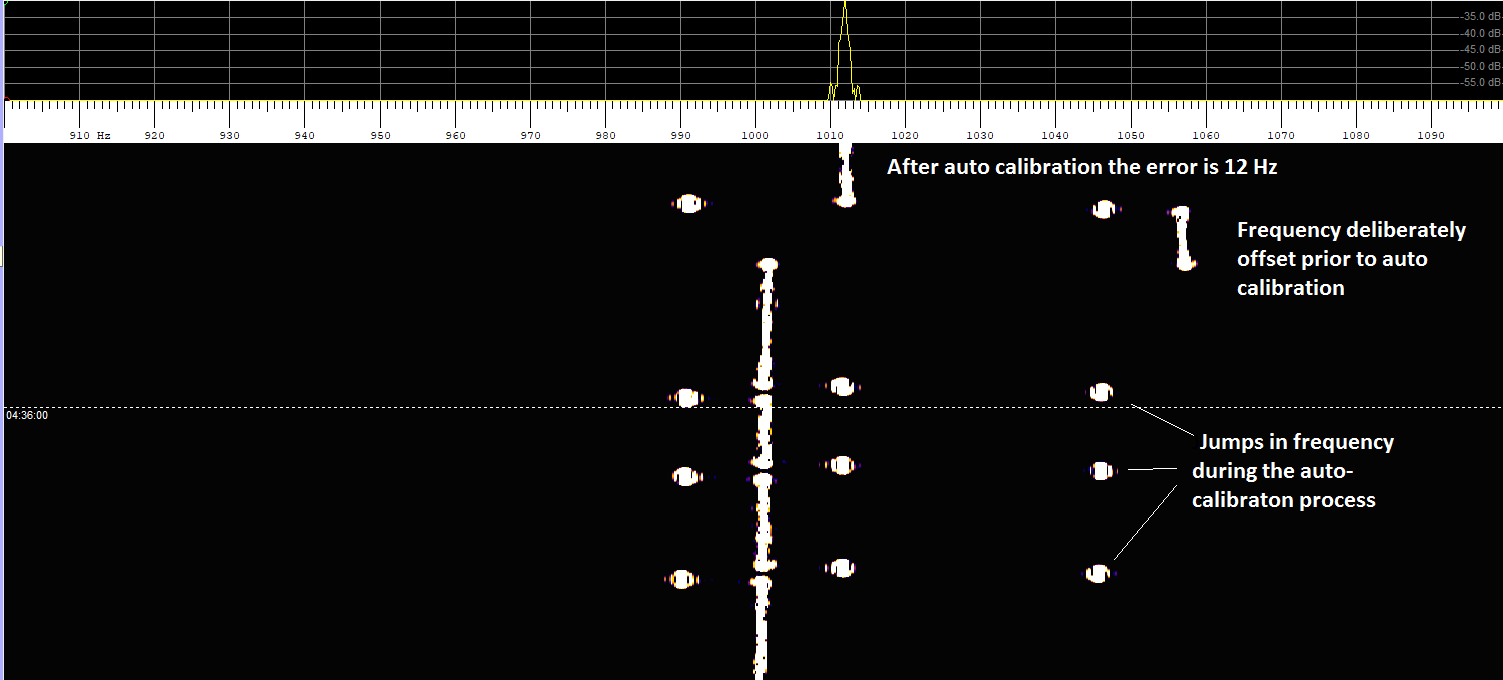 -35.0 dB
-40.0 dB
-45.0 dB
-50.0 dB
-55.0 dB
910 Hz 920 930 940 950 960 970 980 990 1000 1010 1020 1030 1040 1050 1060 1070 1080 1090
After auto calibration the error is 12 Hz
Frequency deliberately
offset prior to auto
calibration
04:36:00
Jumps in frequency
during the auto-
calibraton process